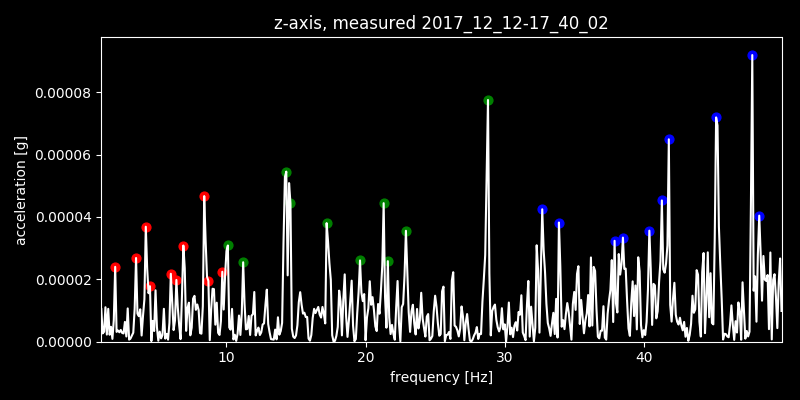 z-axis, measured 2017_12_12-17_40_02
0.00008
0.00006
0.00004
0.00002
0.00000
acceleration [g]
10 20 30 40
frequency [Hz]